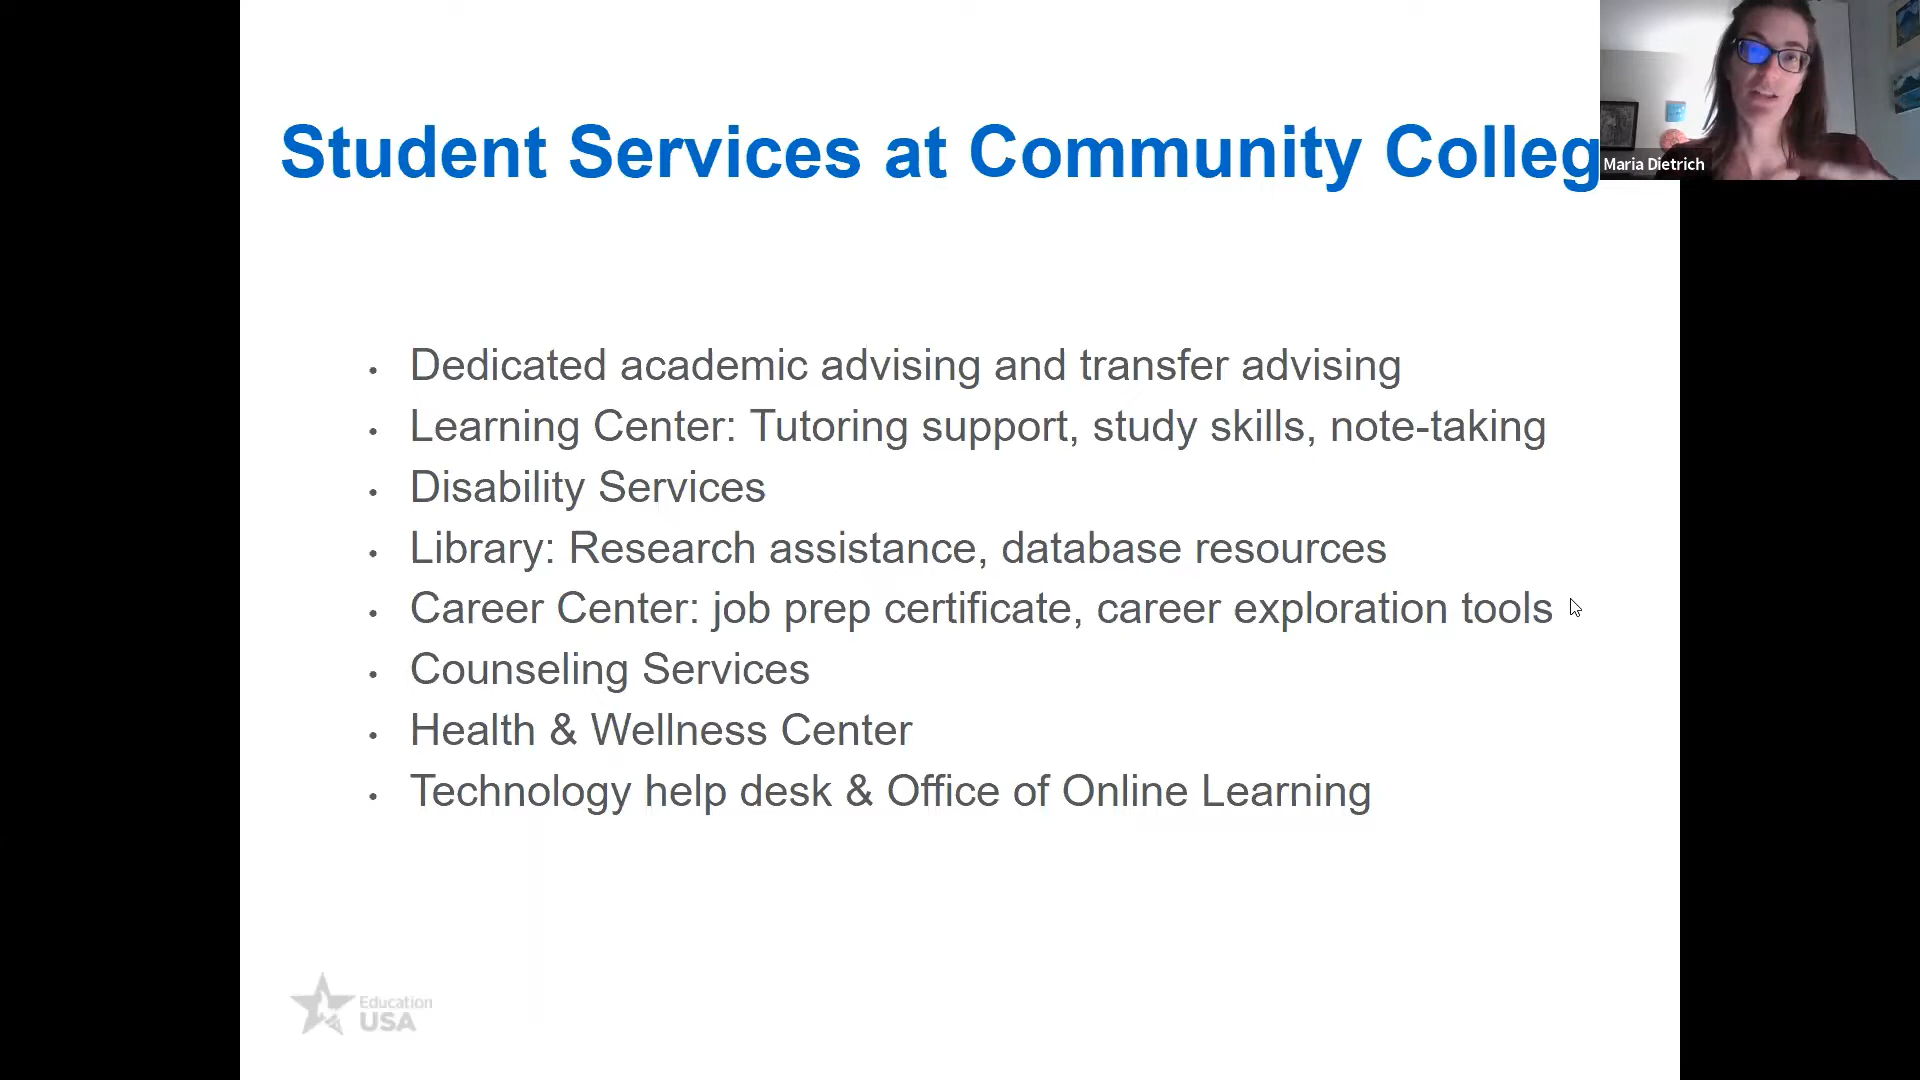 Student Services at Community Colleg
Maria Dietrich
• Dedicated academic advising and transfer advising
• Learning Center: Tutoring support, study skills, note-taking
• Disability Services
• Library: Research assistance, database resources
• Career Center: job prep certificate, career exploration tools
• Counseling Services
• Health & Wellness Center
• Technology help desk & Office of Online Learning
Education
USA